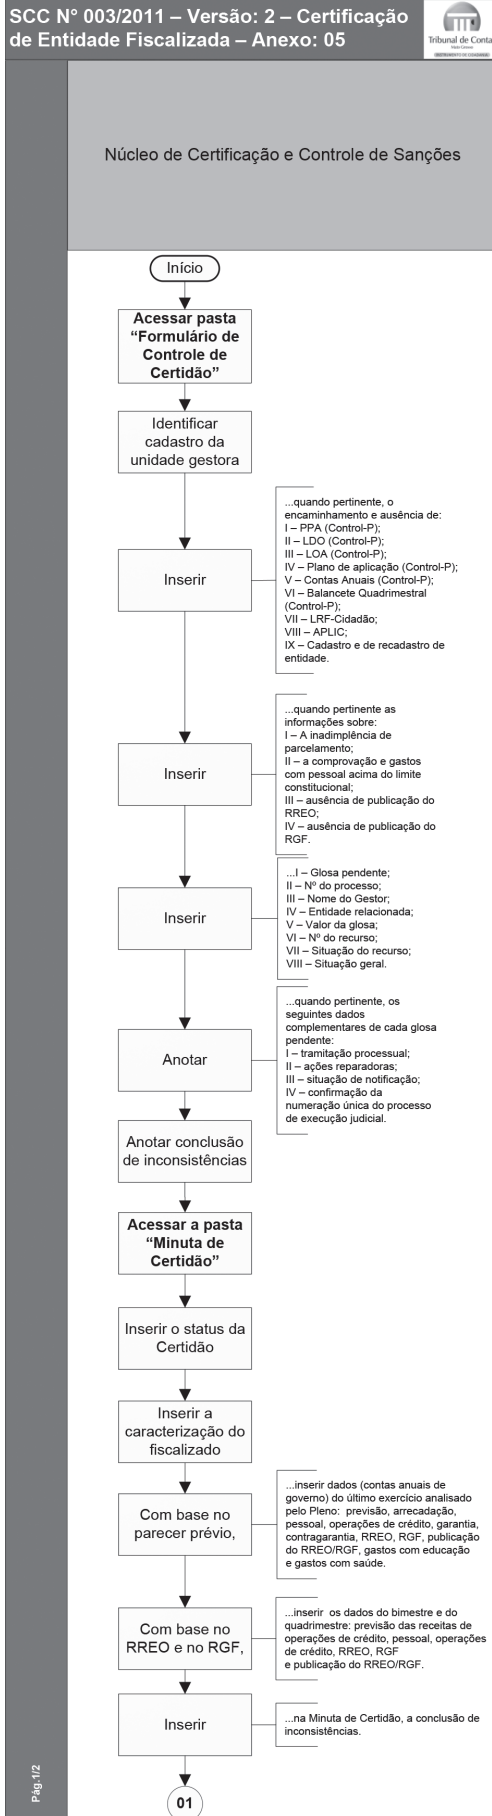 SCC N° 003/2011 – Versão: 2 – Certificação
de Entidade Fiscalizada – Anexo: 05
Tribunal de Conta
Mato Grosso
INSTRUMENTO DE CIDADANIA
Núcleo de Certificação e Controle de Sanções
Início
Acessar pasta
“Formulário de
Controle de
Certidão”
Identificar
cadastro da
unidade gestora
Inserir
...quando pertinente, o
encaminhamento e ausência de:
I – PPA (Control-P);
II – LDO (Control-P);
III – LOA (Control-P);
IV – Plano de aplicação (Control-P);
V – Contas Anuais (Control-P);
VI – Balancete Quadrimestral
(Control-P);
VII – LRF-Cidadão;
VIII – APLIC;
IX – Cadastro e de recadastro de
entidade.
Inserir
...quando pertinente as
informações sobre:
I – A inadimplência de
parcelamento;
II – a comprovação e gastos
com pessoal acima do limite
constitucional;
III – ausência de publicação do
RREO;
IV – ausência de publicação do
RGF.
Inserir
...I – Glosa pendente;
II – Nº do processo;
III – Nome do Gestor;
IV – Entidade relacionada;
V – Valor da glosa;
VI – Nº do recurso;
VII – Situação do recurso;
VIII – Situação geral.
Anotar
...quando pertinente, os
seguintes dados
complementares de cada glosa
pendente:
I – tramitação processual;
II – ações reparadoras;
III – situação de notificação;
IV – confirmação da
numeração única do processo
de execução judicial.
Anotar conclusão
de inconsistências
Acessar a pasta
“Minuta de
Certidão”
Inserir o status da
Certidão
Inserir a
caracterização do
fiscalizado
Com base no
parecer prévio,
...inserir dados (contas anuais de
governo) do último exercício analisado
pelo Pleno: previsão, arrecadação,
pessoal, operações de crédito, garantia,
contragarantia, RREO, RGF, publicação
do RREO/RGF, gastos com educação
e gastos com saúde.
Com base no
RREO e no RGF,
...inserir os dados do bimestre e do
quadrimestre: previsão das receitas de
operações de crédito, pessoal, operações
de crédito, RREO, RGF
e publicação do RREO/RGF.
Inserir
...na Minuta de Certidão, a conclusão de
inconsistências.
01
Pág.1/2